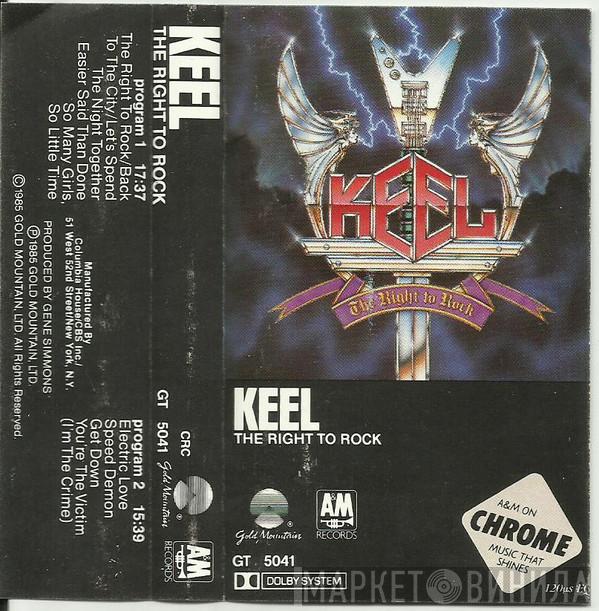 KEEL
THE RIGHT TO ROCK
program 1 17:37
The Right To Rock/Back
To The City/Let's Spend
The Night Together
Easier Said Than Done
So Many Girls,
So Little Time
Manufactured By
Columbia House/CBS Inc/
51 West 52nd Street/New York, N.Y.
PRODUCED BY GENE SIMMONS
℗1985 GOLD MOUNTAIN, LTD.
©1985 GOLD MOUNTAIN, LTD. All Rights Reserved.
CRC
GT 5041
program 2 15:39
Electric Love
Speed Demon
Get Down
You're The Victim
(I'm The Crime)
Gold Mountain
A&M
RECORDS
KEEL
The Right to Rock
KEEL
THE RIGHT TO ROCK
Gold Mountain
A&M
RECORDS
GT 5041
DOLBY SYSTEM
A&M ON
CHROME
MUSIC THAT
SHINES
МАРКЕТ ВИНИЛА